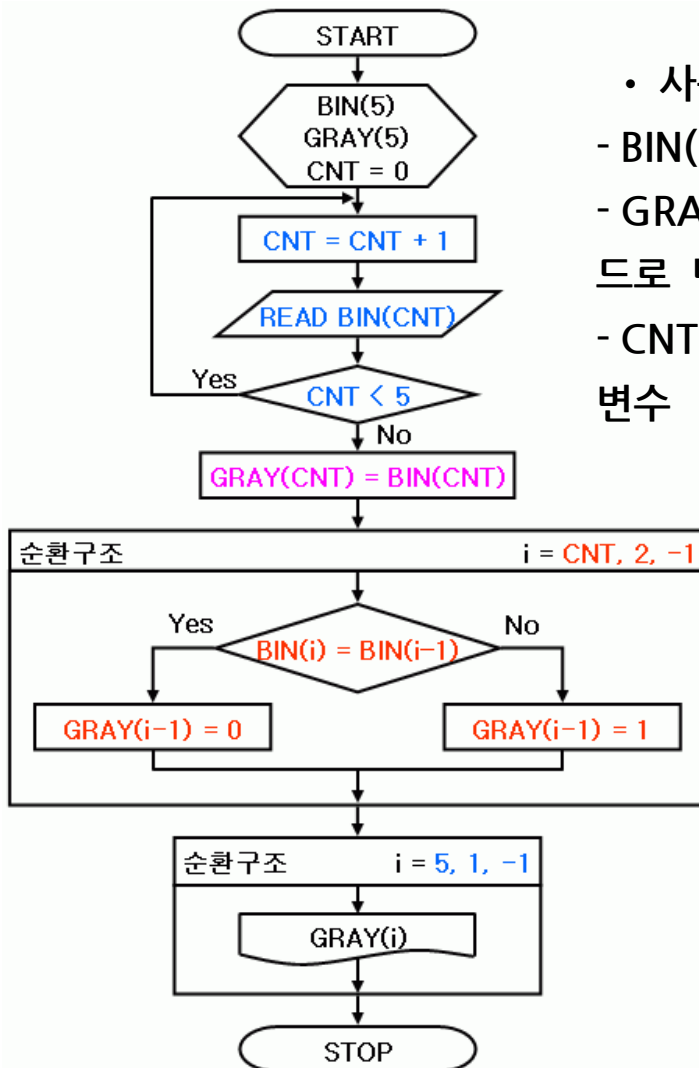 START
BIN(5)
GRAY(5)
CNT = 0
CNT = CNT + 1
READ BIN(CNT)
Yes
CNT < 5
No
GRAY(CNT) = BIN(CNT)
순환구조 i = CNT, 2, -1
Yes
BIN(i) = BIN(i-1)
No
GRAY(i-1) = 0
GRAY(i-1) = 1
순환구조 i = 5, 1, -1
GRAY(i)
STOP
•
- BIN(
-
드로
- CNT
변수